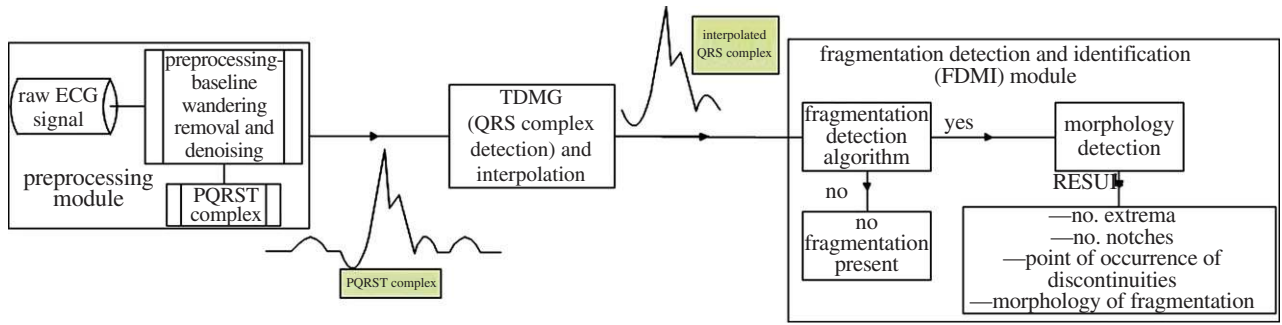 raw ECG
signal
preprocessing-
baseline
wandering
removal and
denoising
preprocessing
module
PQRST
complex
PQRST complex
TDMG
(QRS complex
detection) and
interpolation
interpolated
QRS complex
fragmentation detection and identification
(FDMI) module
fragmentation
detection
algorithm
yes
morphology
detection
no
no
fragmentation
present
RESUL
—no. extrema
—no. notches
—point of occurrence of
discontinuities
—morphology of fragmentation